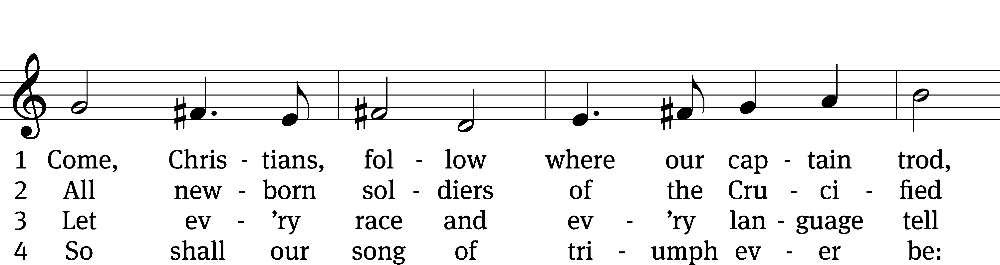 1 Come, Chris - tians, fol - low where our cap - tain trod,
2 All new - born sol - diers of the Cru - ci - fied
3 Let ev - ’ry race and ev - ’ry lan - guage tell
4 So shall our song of tri - umph ev - er be: